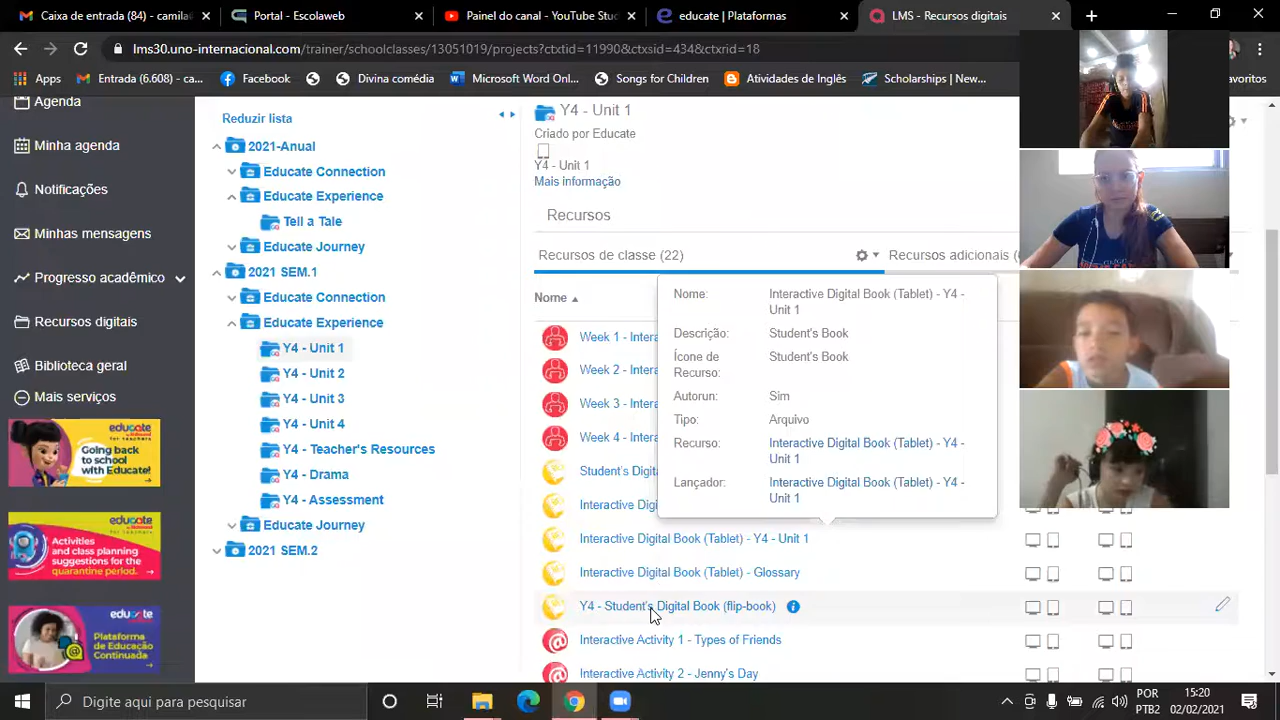 Caixa de entrada (84) - camila
Portal - Escolaweb
Painel do canal - YouTube Stu
educate | Plataformas
LMS - Recursos digitais
lms30.uno-internacional.com/trainer/schoolclasses/13051019/projects?ctxtid=11990&ctxsid=434&ctxrid=18
Apps
Entrada (6.608) - ca...
Facebook
Divina comédia
Microsoft Word Onl...
Songs for Children
Atividades de Inglês
Scholarships | New...
favoritos
Agenda
Minha agenda
Notificações
Minhas mensagens
Progresso acadêmico
Recursos digitais
Biblioteca geral
Mais serviços
educate
for teachers
Going back
to school
with Educate!
educate
Activities
and class planning
suggestions for the
quarantine period.
educate
Plataforma
de Educação
Continuada
Reduzir lista
2021-Anual
Educate Connection
Educate Experience
Tell a Tale
Educate Journey
2021 SEM.1
Educate Connection
Educate Experience
Y4 - Unit 1
Y4 - Unit 2
Y4 - Unit 3
Y4 - Unit 4
Y4 - Teacher's Resources
Y4 - Drama
Y4 - Assessment
Educate Journey
2021 SEM.2
Y4 - Unit 1
Criado por Educate
Y4 - Unit 1
Mais informação
Recursos
Recursos de classe (22)
Recursos adicionais (
Nome
Week 1 - Intera
Week 2 - Intera
Week 3 - Intera
Week 4 - Intera
Student's Digita
Interactive Digi
Interactive Digital Book (Tablet) - Y4 - Unit 1
Interactive Digital Book (Tablet) - Glossary
Y4 - Student's Digital Book (flip-book)
Interactive Activity 1 - Types of Friends
Interactive Activity 2 - Jenny's Day
Nome: Interactive Digital Book (Tablet) - Y4 -
Unit 1
Descrição: Student's Book
Ícone de Student's Book
Recurso:
Autorun: Sim
Tipo: Arquivo
Recurso: Interactive Digital Book (Tablet) - Y4 -
Unit 1
Lançador: Interactive Digital Book (Tablet) - Y4 -
Unit 1
Digite aqui para pesquisar
POR
PTB2
15:20
02/02/2021